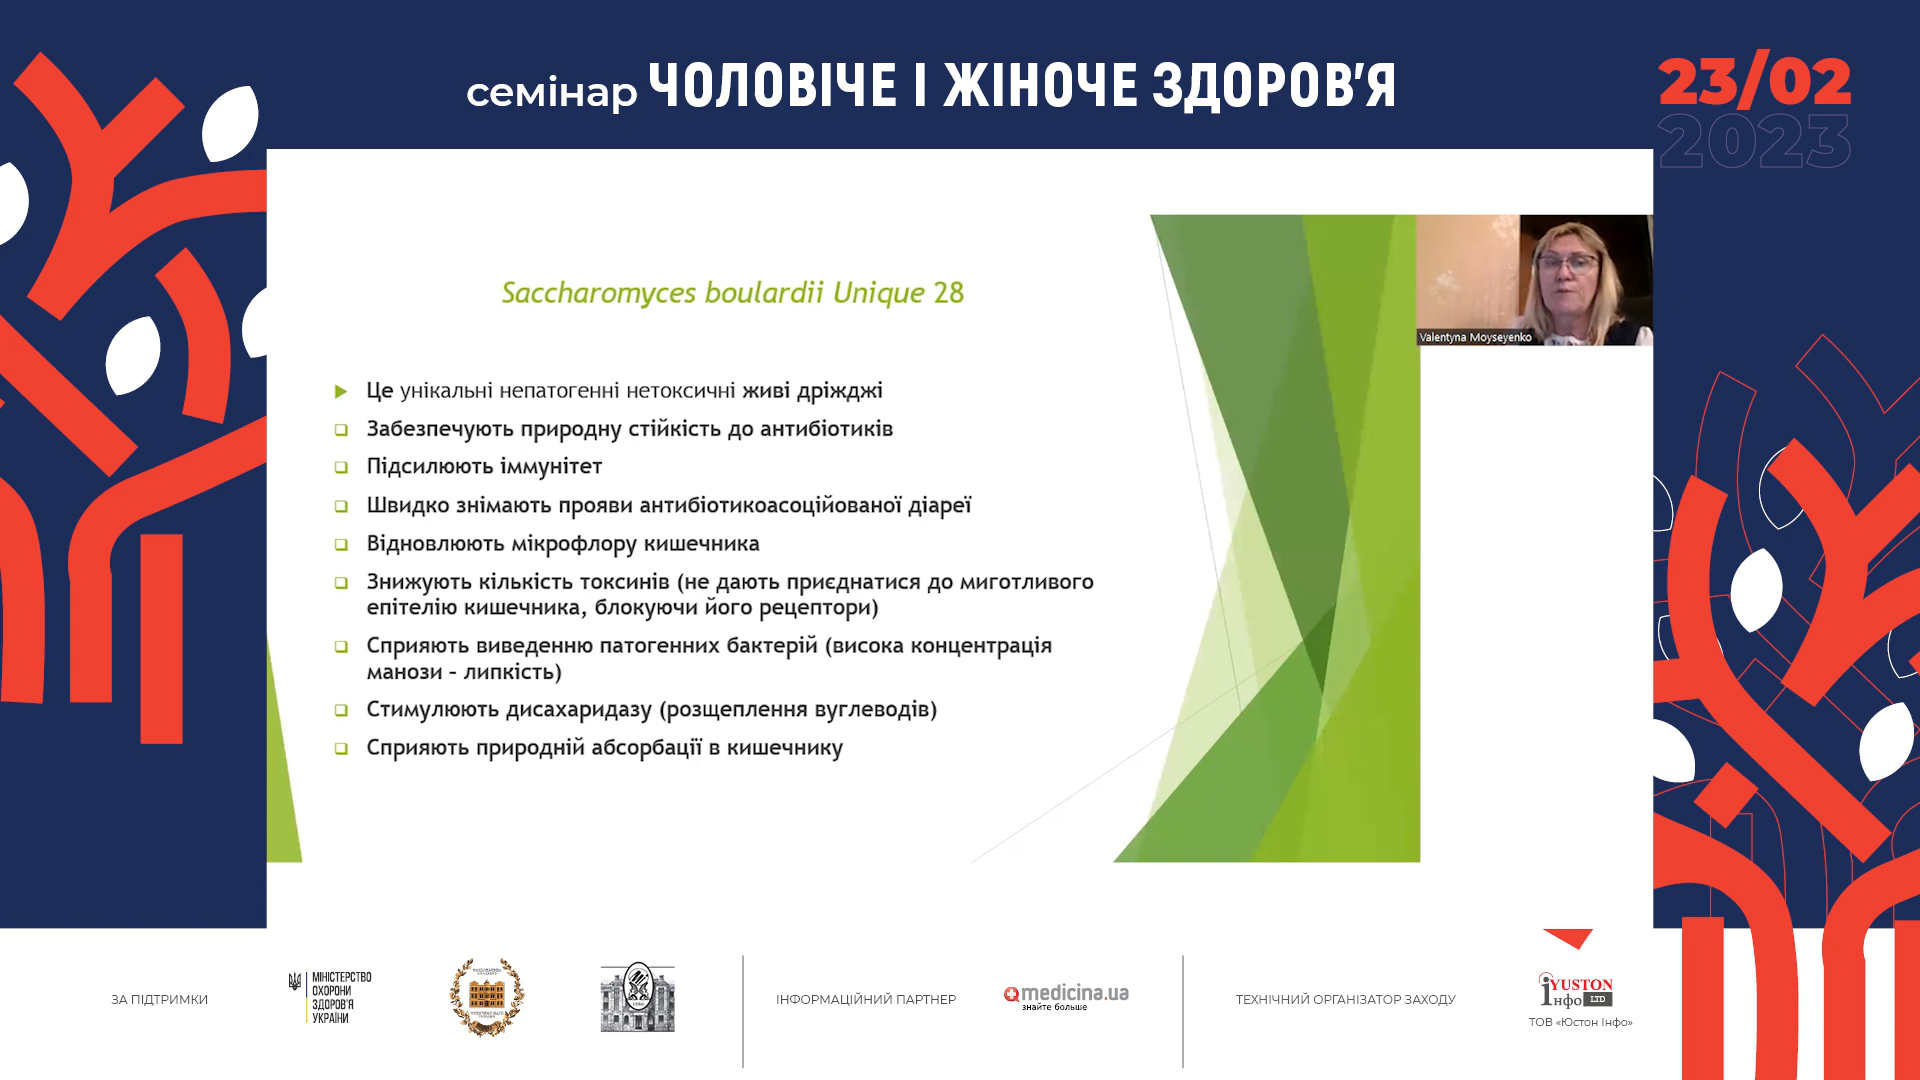 семінар ЧОЛОВІЧЕ І ЖІНОЧЕ ЗДОРОВ'Я
23/02
2023
Valentyna Moyseyenko
Saccharomyces boulardii Unique 28
Це унікальні непатогенні нетоксичні живі дріжджі
Забезпечують природну стійкість до антибіотиків
Підсилюють іммунітет
Швидко знімають прояви антибіотикоасоційованої діареї
Відновлюють мікрофлору кишечника
Знижують кількість токсинів (не дають приєднатися до миготливого
епітелію кишечника, блокуючи його рецептори)
Сприяють виведенню патогенних бактерій (висока концентрація
манози – липкість)
Стимулюють дисахаридазу (розщеплення вуглеводів)
Сприяють природній абсорбації в кишечнику
ЗА ПІДТРИМКИ
МІНІСТЕРСТВО
ОХОРОНИ
ЗДОРОВ'Я
УКРАЇНИ
ІНФОРМАЦІЙНИЙ ПАРТНЕР
medicina.ua
знайте больше
ТЕХНІЧНИЙ ОРГАНІЗАТОР ЗАХОДУ
YUSTON
інфо LTD
ТОВ «Юстон Інфо»